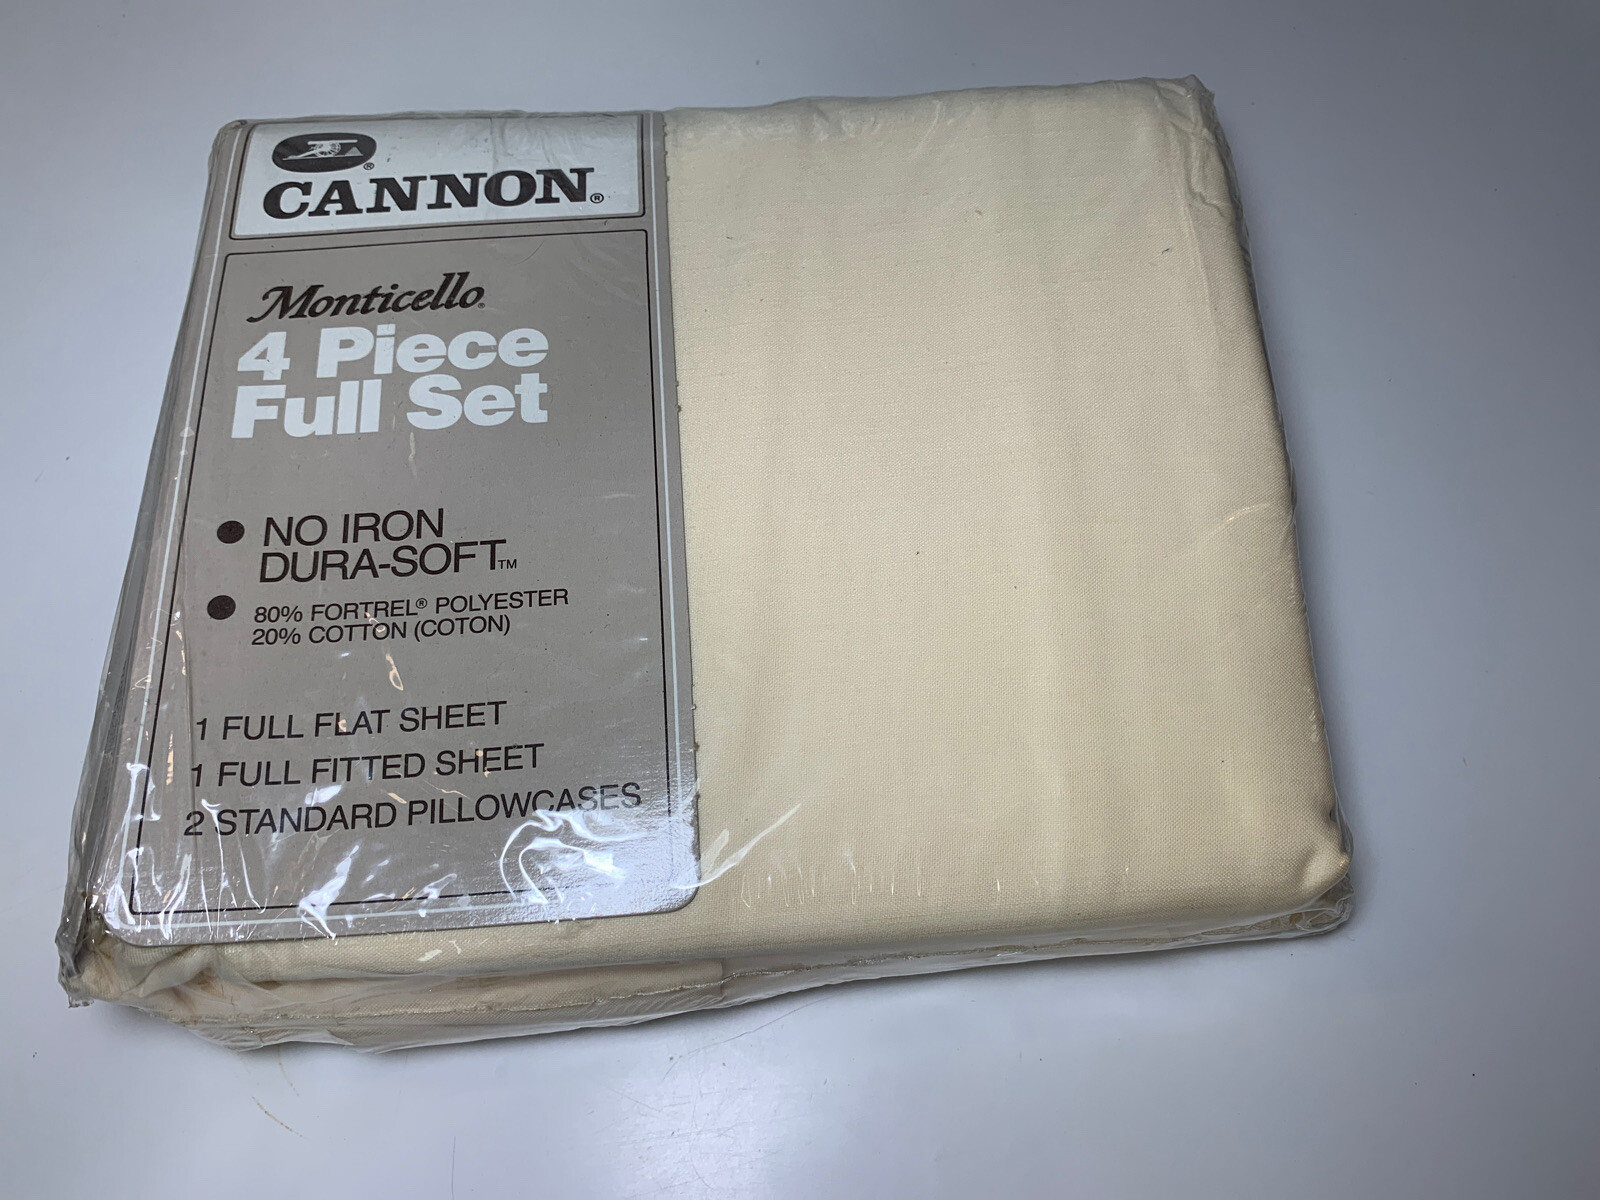 ®
CANNON®
Monticello®
4 Piece
Full Set
● NO IRON
DURA-SOFT™
● 80% FORTREL® POLYESTER
20% COTTON (COTON)
1 FULL FLAT SHEET
1 FULL FITTED SHEET
2 STANDARD PILLOWCASES